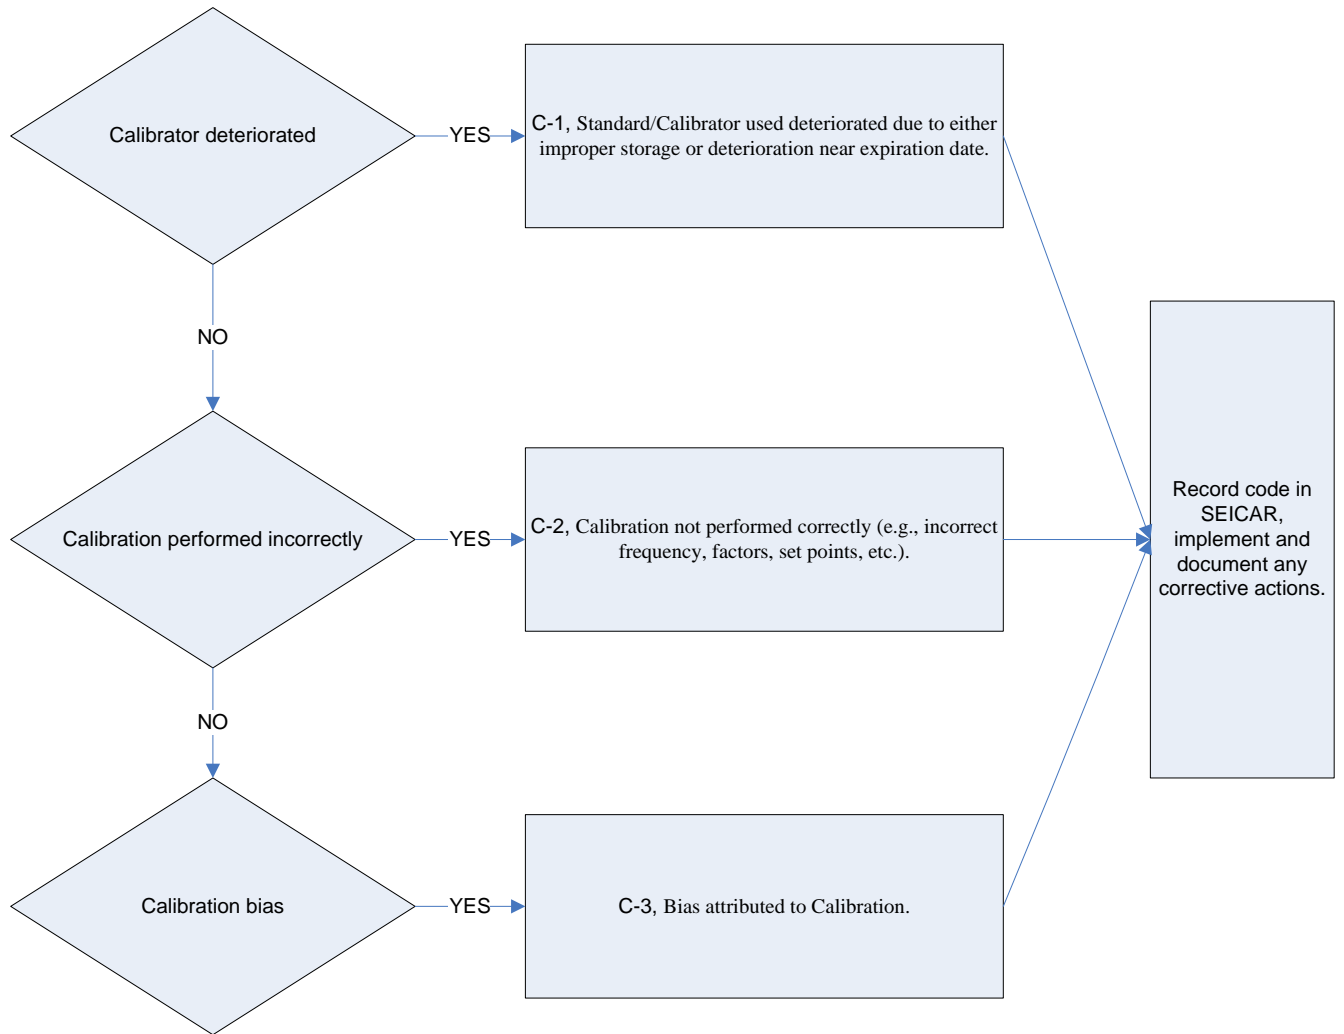 Calibrator deteriorated
YES
C-1, Standard/Calibrator used deteriorated due to either
improper storage or deterioration near expiration date.
NO
Calibration performed incorrectly
YES
C-2, Calibration not performed correctly (e.g., incorrect
frequency, factors, set points, etc.).
Record code in
SEICAR,
implement and
document any
corrective actions.
NO
Calibration bias
YES
C-3, Bias attributed to Calibration.